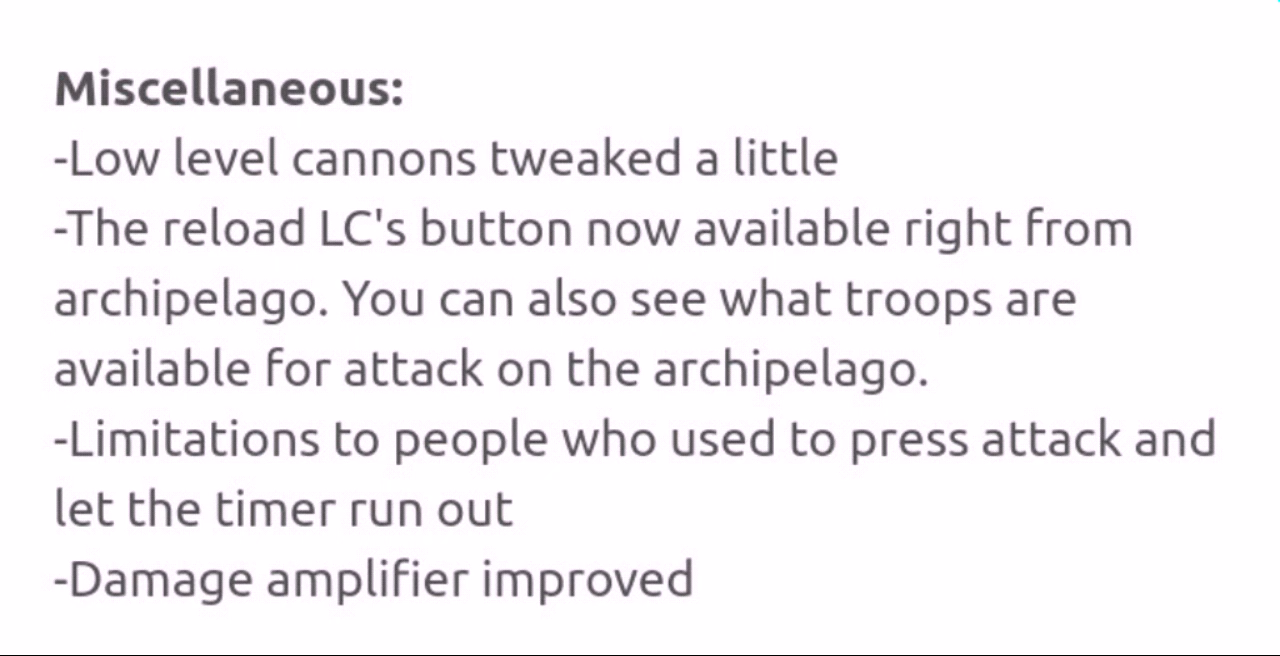 Miscellaneous:
-Low level cannons tweaked a little
-The reload LC's button now available right from
archipelago. You can also see what troops are
available for attack on the archipelago.
-Limitations to people who used to press attack and
let the timer run out
-Damage amplifier improved